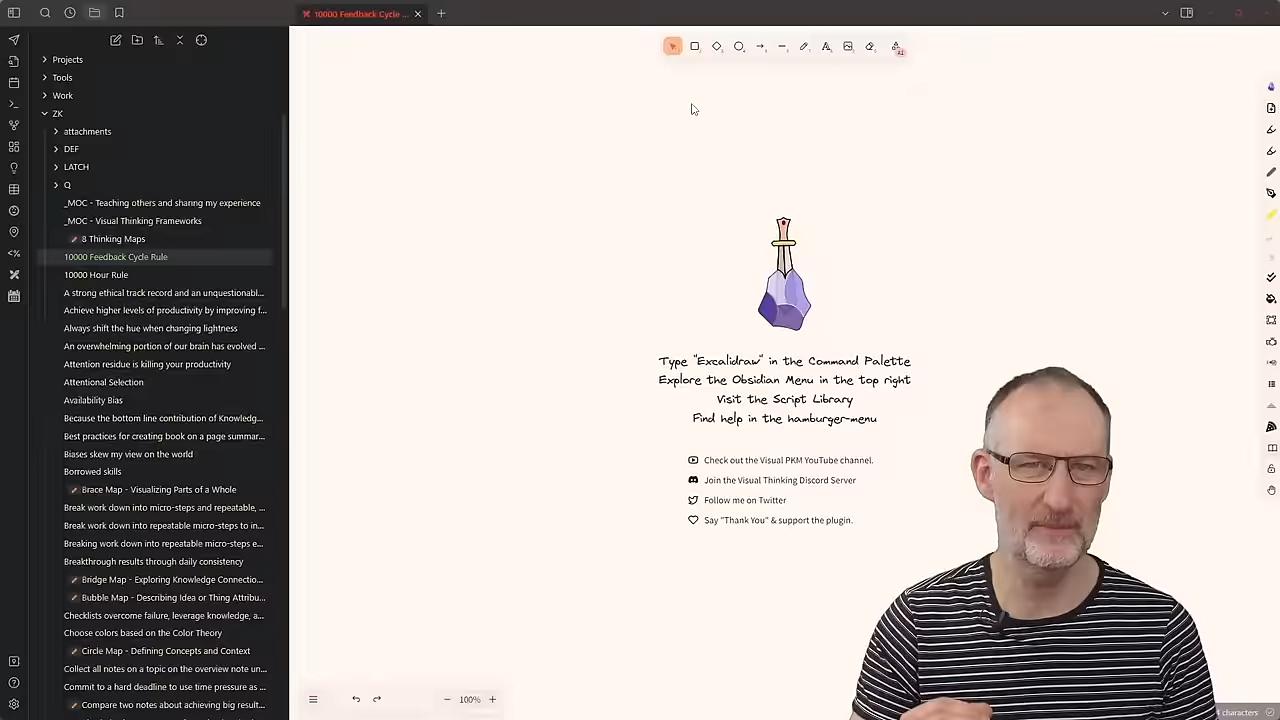 10000 Feedback Cycle ...
Projects
Tools
Work
ZK
attachments
DEF
LATCH
Q
_MOC - Teaching others and sharing my experience
_MOC - Visual Thinking Frameworks
8 Thinking Maps
10000 Feedback Cycle Rule
10000 Hour Rule
A strong ethical track record and an unquestionabl...
Achieve higher levels of productivity by improving f...
Always shift the hue when changing lightness
An overwhelming portion of our brain has evolved ...
Attention residue is killing your productivity
Attentional Selection
Availability Bias
Because the bottom line contribution of Knowledg...
Best practices for creating book on a page summar...
Biases skew my view on the world
Borrowed skills
Brace Map - Visualizing Parts of a Whole
Break work down into micro-steps and repeatable, ...
Break work down into repeatable micro-steps to in...
Breaking work down into repeatable micro-steps e...
Breakthrough results through daily consistency
Bridge Map - Exploring Knowledge Connectio...
Bubble Map - Describing Idea or Thing Attribu...
Checklists overcome failure, leverage knowledge, a...
Choose colors based on the Color Theory
Circle Map - Defining Concepts and Context
Collect all notes on a topic on the overview note un...
Commit to a hard deadline to use time pressure as ...
Compare two notes about achieving big result...
Type "Excalidraw" in the Command Palette
Explore the Obsidian Menu in the top right
Visit the Script Library
Find help in the hamburger-menu
Check out the Visual PKM YouTube channel.
Join the Visual Thinking Discord Server
Follow me on Twitter
Say "Thank You" & support the plugin.
100%
characters